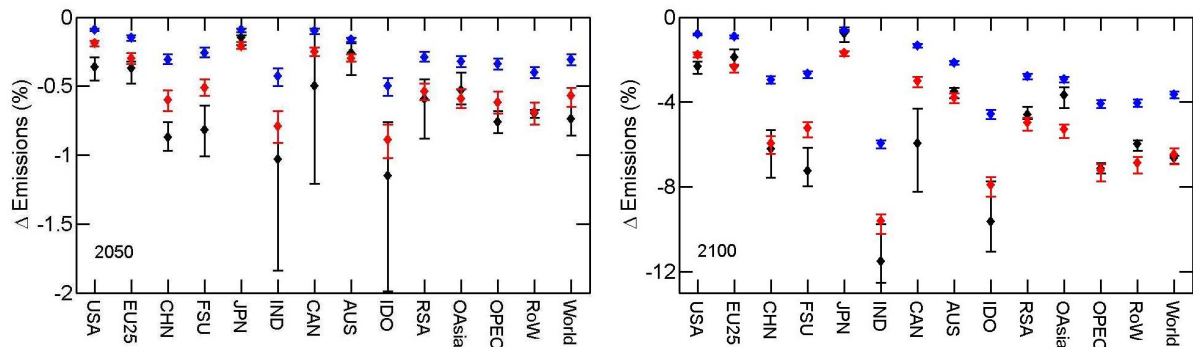 Δ Emissions (%)
0
-0.5
-1
-1.5
-2
2050
USA
EU25
CHN
FSU
JPN
IND
CAN
AUS
IDO
RSA
OAsia
OPEC
RoW
World
Δ Emissions (%)
0
-4
-8
-12
2100
USA
EU25
CHN
FSU
JPN
IND
CAN
AUS
IDO
RSA
OAsia
OPEC
RoW
World